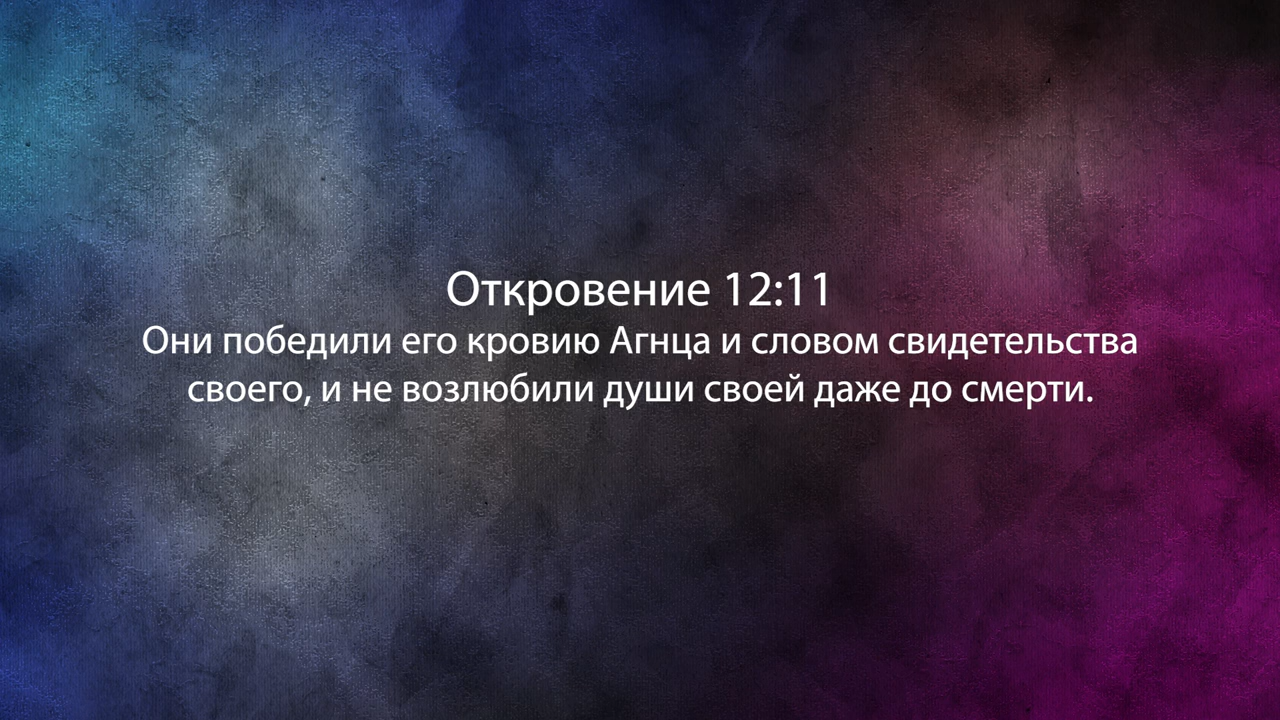 Откровение 12:11
Они победили его кровию Агнца и словом свидетельства
своего, и не возлюбили души своей даже до смерти.